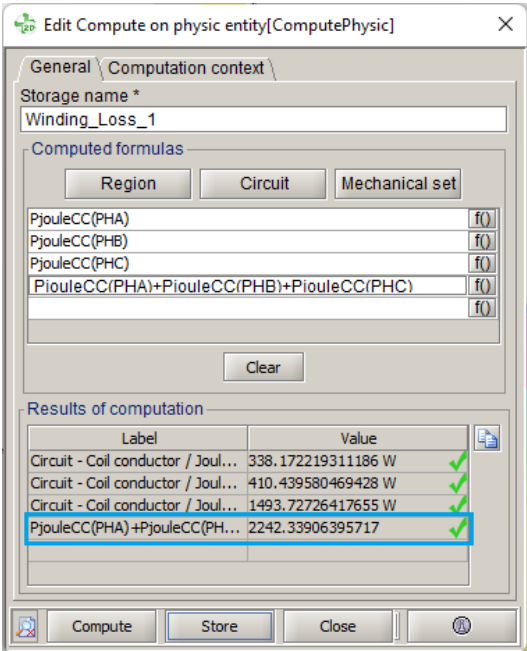 Edit Compute on physic entity[ComputePhysic]
General Computation context
Storage name *
Winding_Loss_1
Computed formulas
Region Circuit Mechanical set
PjouleCC(PHA) f()
PjouleCC(PHB) f()
PjouleCC(PHC) f()
PjouleCC(PHA)+PjouleCC(PHB)+PjouleCC(PHC) f()
f()
Clear
Results of computation
Label Value
Circuit - Coil conductor / Joul... 338.172219311186 W
Circuit - Coil conductor / Joul... 410.439580469428 W
Circuit - Coil conductor / Joul... 1493.72726417655 W
PjouleCC(PHA)+PjouleCC(PH... 2242.33906395717
Compute Store Close